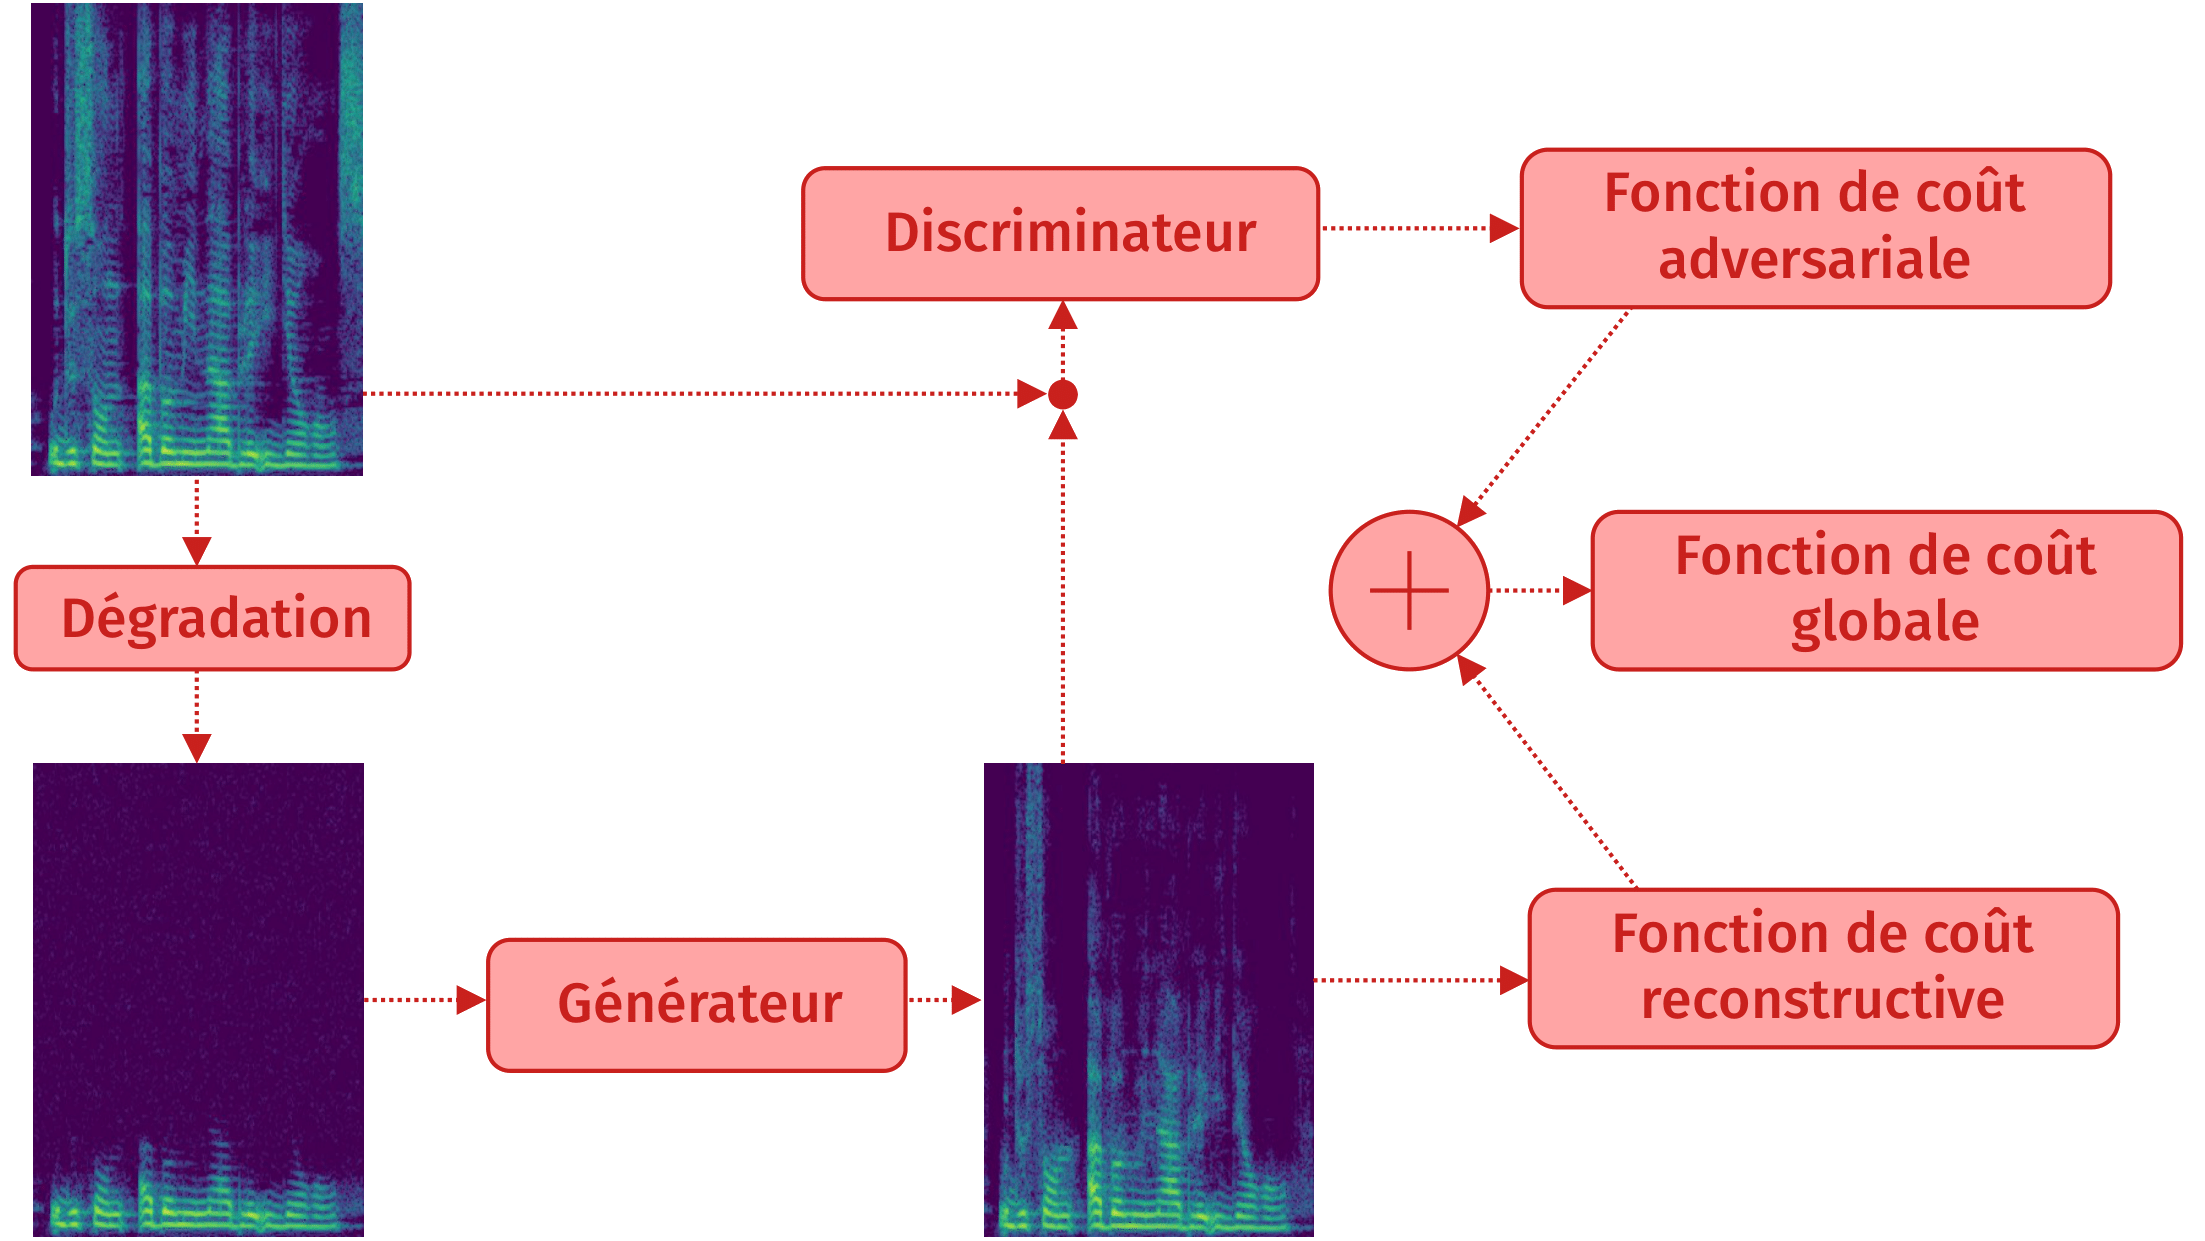 Discriminateur
Fonction de coût
adversariale
Dégradation
Fonction de coût
globale
Générateur
Fonction de coût
reconstructive